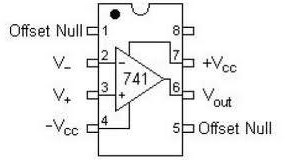 Offset Null 1 8
V– 2 – 7 +Vcc
741
V+ 3 + 6 Vout
–Vcc 4 5 Offset Null